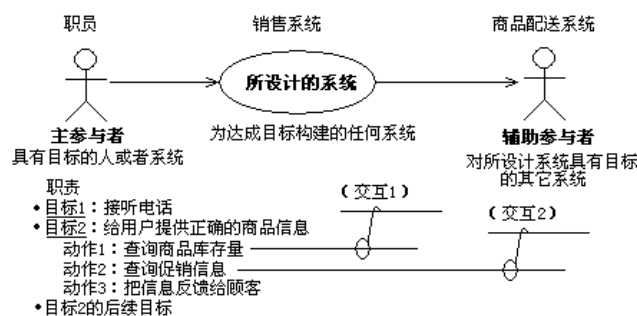 职员
销售系统
商品配送系统
所设计的系统
主参与者
具有目标的人或者系统
为达成目标构建的任何系统
辅助参与者
对所设计系统具有目标
的其它系统
职责
•目标1：接听电话
•目标2：给用户提供正确的商品信息
动作1：查询商品库存量
动作2：查询促销信息
动作3：把信息反馈给顾客
•目标2的后续目标
（交互1）
（交互2）